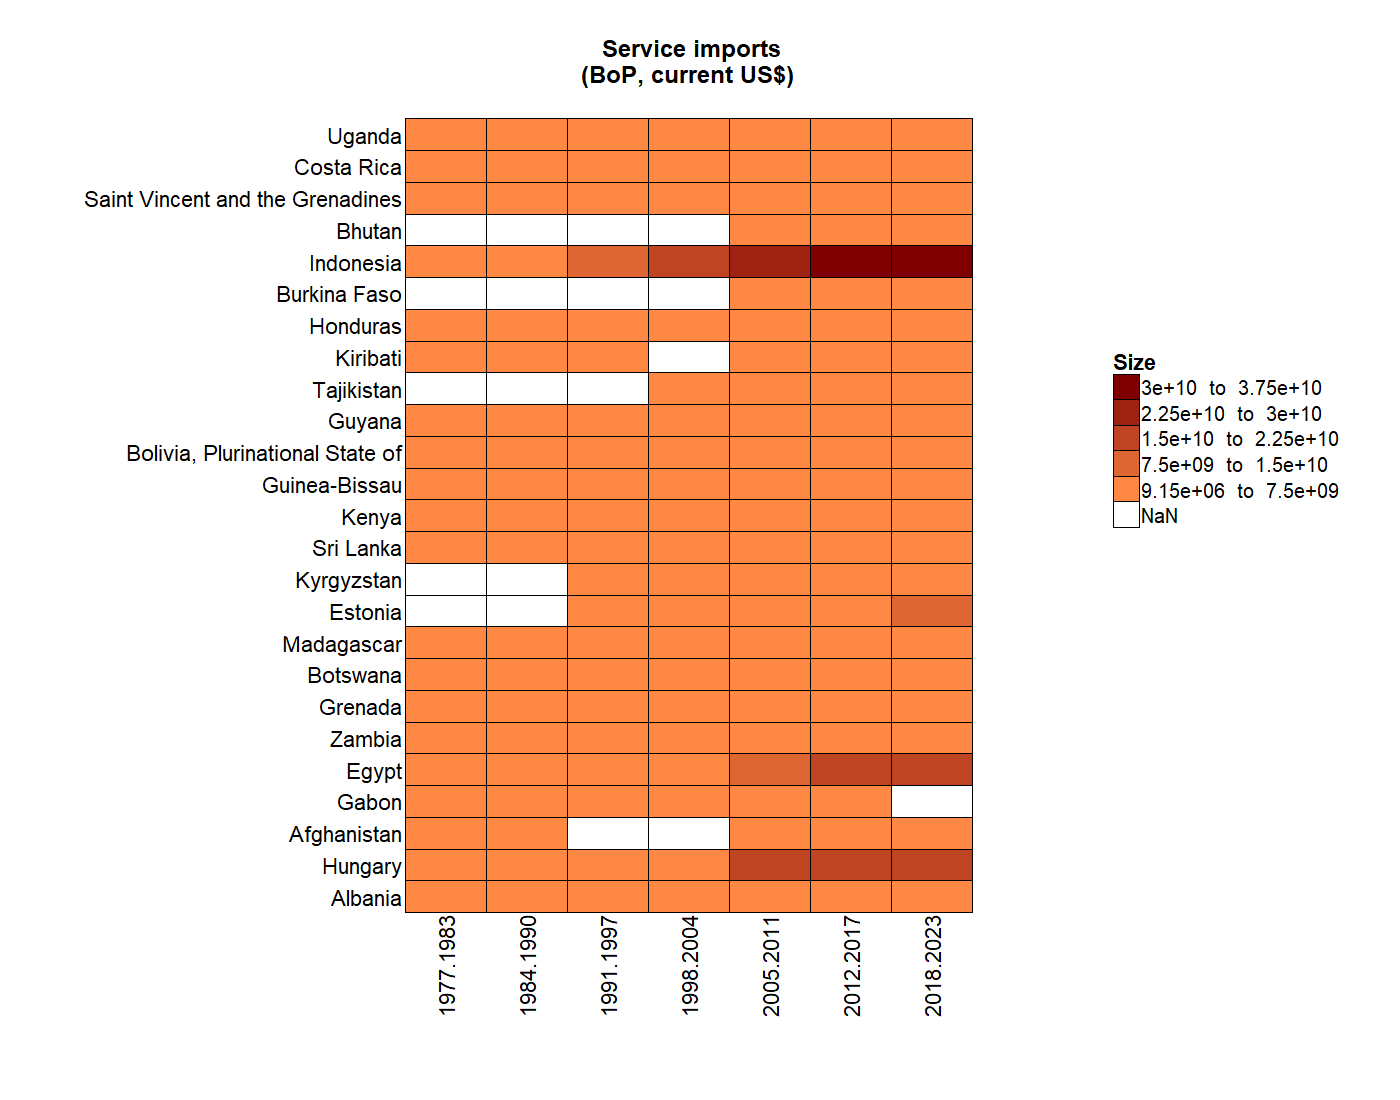 Service imports
(BoP, current US$)
Uganda
Costa Rica
Saint Vincent and the Grenadines
Bhutan
Indonesia
Burkina Faso
Honduras
Kiribati
Tajikistan
Guyana
Bolivia, Plurinational State of
Guinea-Bissau
Kenya
Sri Lanka
Kyrgyzstan
Estonia
Madagascar
Botswana
Grenada
Zambia
Egypt
Gabon
Afghanistan
Hungary
Albania
1977.1983
1984.1990
1991.1997
1998.2004
2005.2011
2012.2017
2018.2023
Size
3e+10 to 3.75e+10
2.25e+10 to 3e+10
1.5e+10 to 2.25e+10
7.5e+09 to 1.5e+10
9.15e+06 to 7.5e+09
NaN